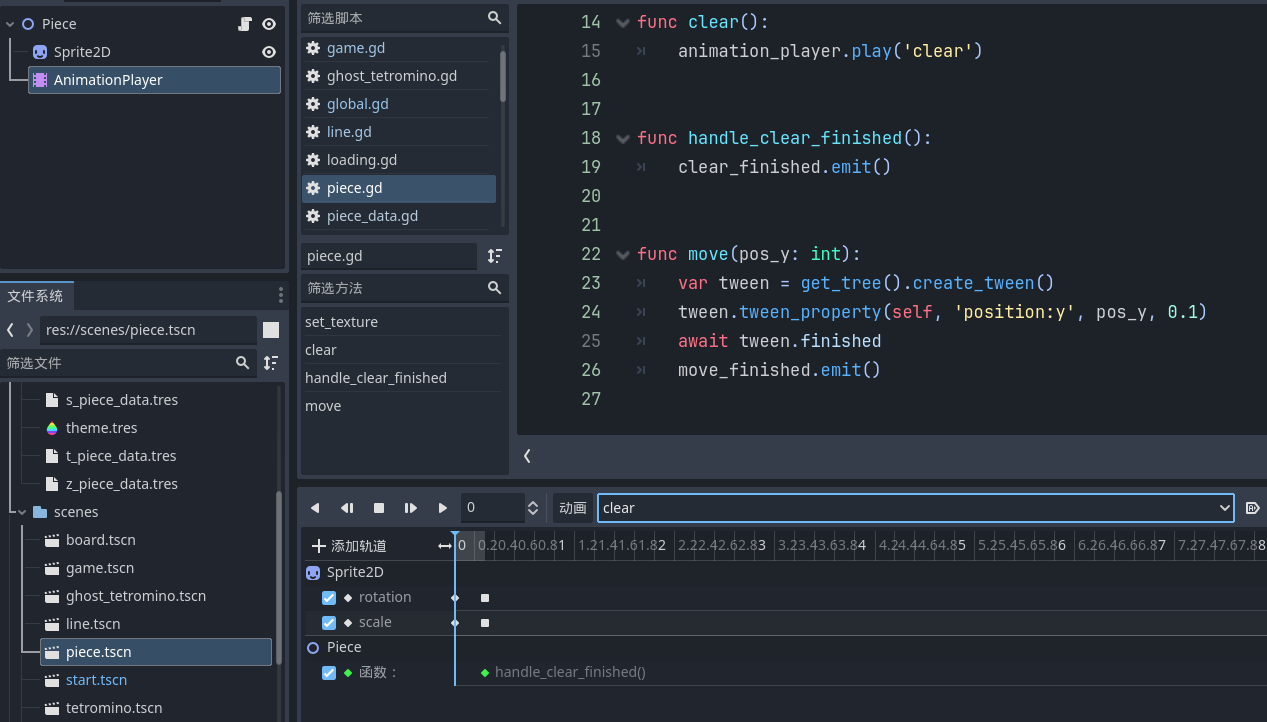 Piece
Sprite2D
AnimationPlayer
文件系统
res://scenes/piece.tscn
筛选文件
s_piece_data.tres
theme.tres
t_piece_data.tres
z_piece_data.tres
scenes
board.tscn
game.tscn
ghost_tetromino.tscn
line.tscn
piece.tscn
start.tscn
tetromino.tscn
筛选脚本
game.gd
ghost_tetromino.gd
global.gd
line.gd
loading.gd
piece.gd
piece_data.gd
piece.gd
筛选方法
set_texture
clear
handle_clear_finished
move
14 func clear():
15 animation_player.play('clear')
16
17
18 func handle_clear_finished():
19 clear_finished.emit()
20
21
22 func move(pos_y: int):
23 var tween = get_tree().create_tween()
24 tween.tween_property(self, 'position:y', pos_y, 0.1)
25 await tween.finished
26 move_finished.emit()
27
0 动画 clear
添加轨道 0 0.20.40.60.81 1.21.41.61.82 2.22.42.62.83 3.23.43.63.84 4.24.44.64.85 5.25.45.65.86 6.26.46.66.87 7.27.47.67.88
Sprite2D
rotation
scale
Piece
函数： handle_clear_finished()